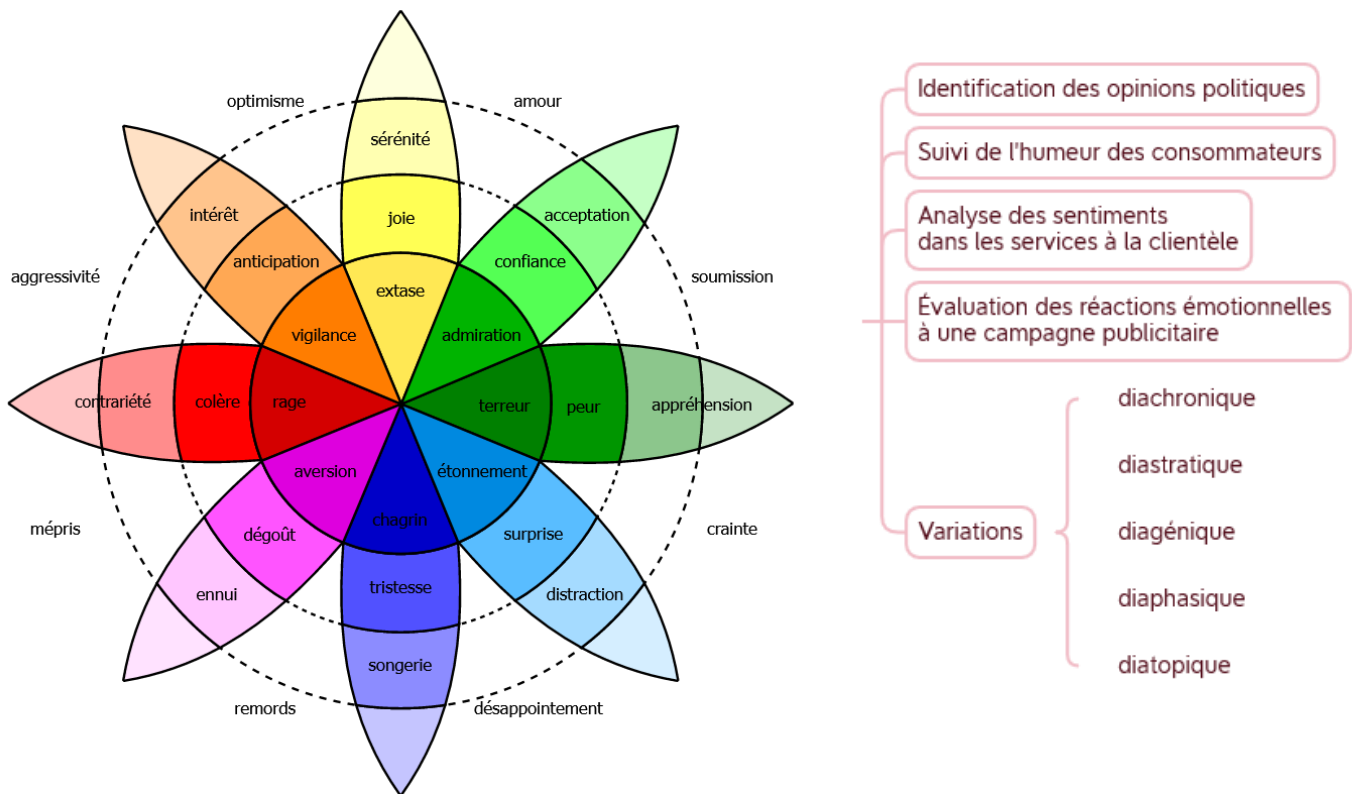 optimisme
amour
sérénité
intérêt
joie
acceptation
anticipation
confiance
aggressivité
soumission
extase
vigilance
admiration
contrariété
colère
rage
terreur
peur
appréhension
aversion
étonnement
chagrin
mépris
dégoût
surprise
crainte
ennui
tristesse
distraction
songerie
remords
désappointement
Identification des opinions politiques
Suivi de l'humeur des consommateurs
Analyse des sentiments
dans les services à la clientèle
Évaluation des réactions émotionnelles
à une campagne publicitaire
Variations
diachronique
diastratique
diagénique
diaphasique
diatopique